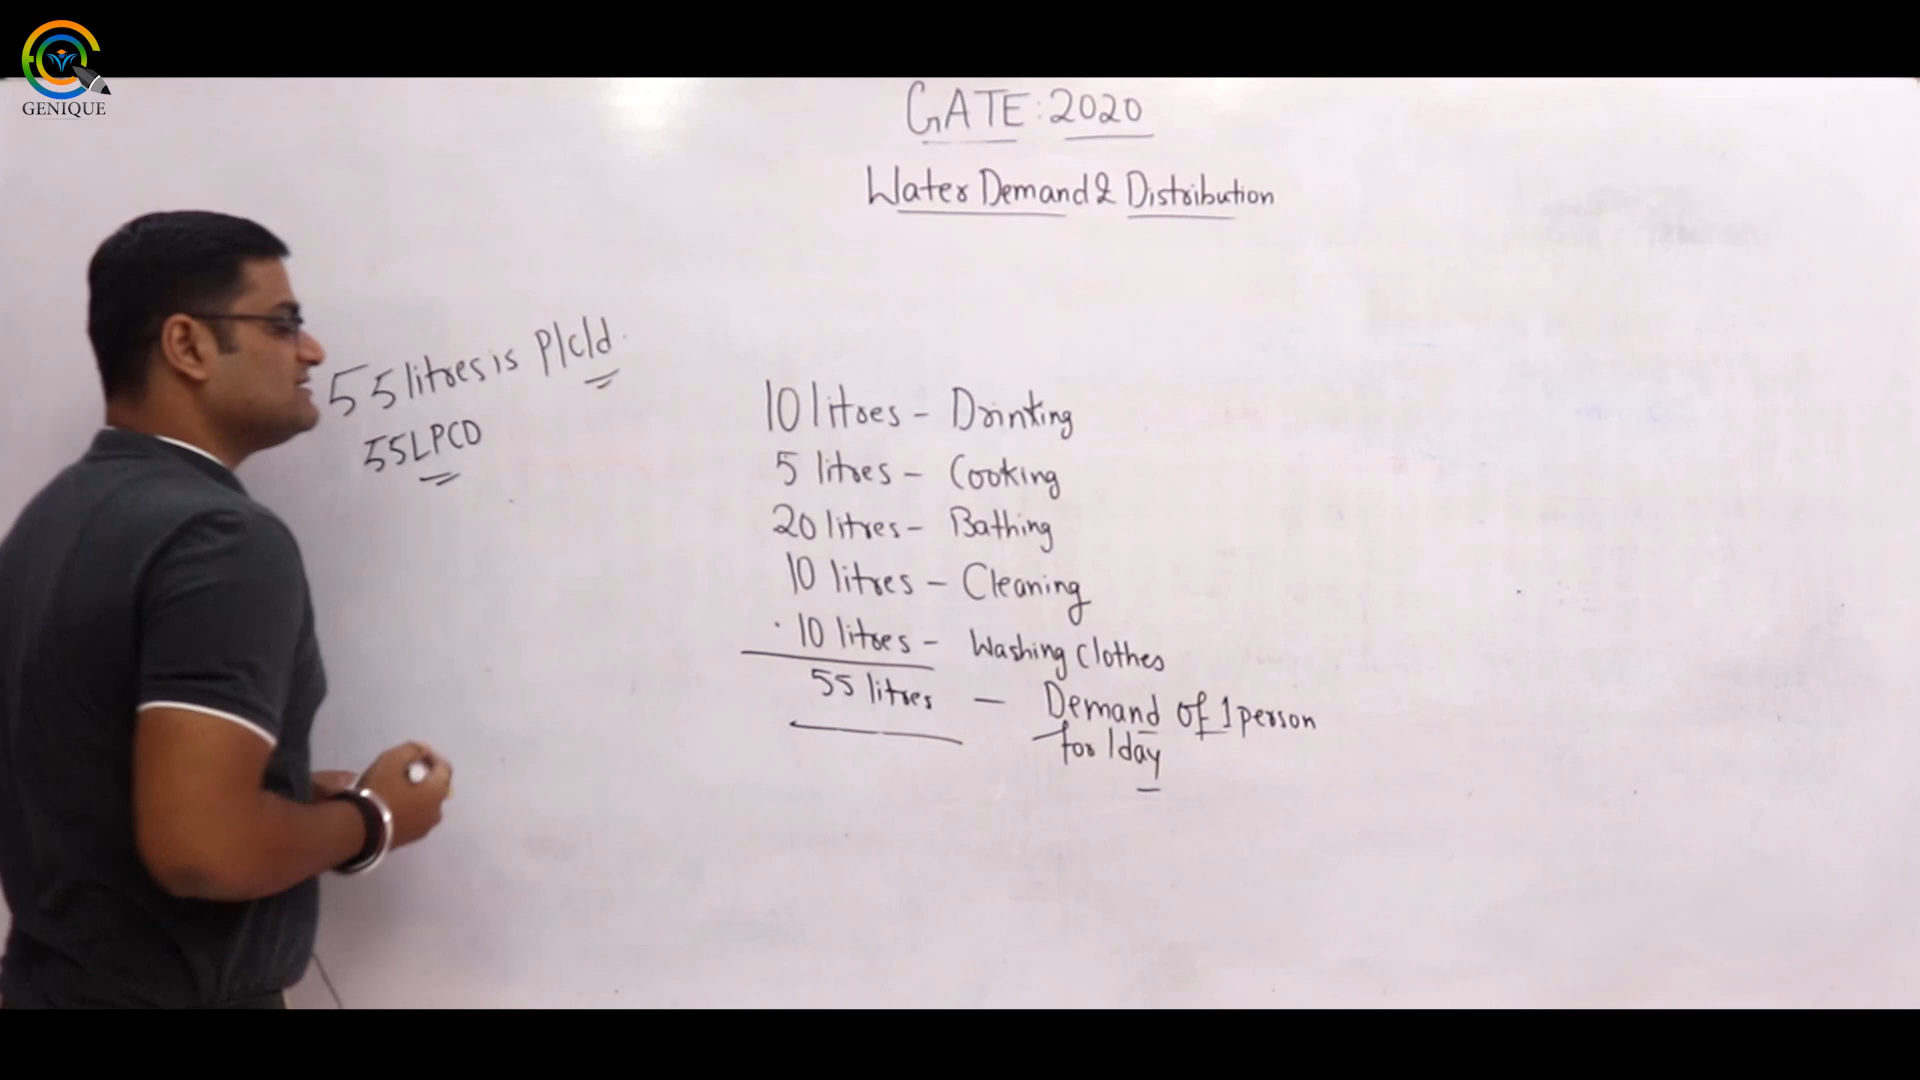 GENIQUE
GATE: 2020
Water Demand & Distribution
55 litres is P/c/d.
55LPCD
10 litres - Drinking
5 litres - Cooking
20 litres - Bathing
10 litres - Cleaning
10 litres - Washing clothes
55 litres - Demand of 1 person
for 1 day